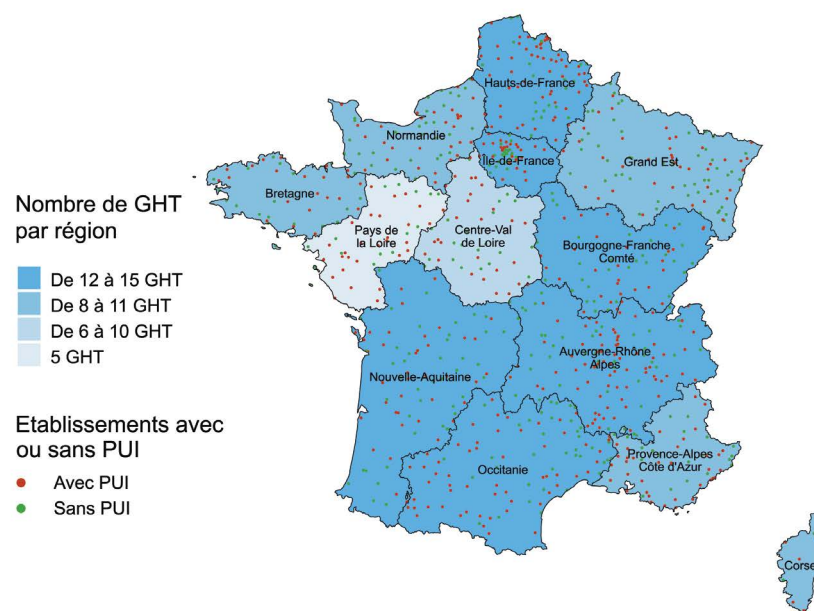 Hauts-de-France
Normandie
Île-de-France
Grand Est
Bretagne
Nombre de GHT
par région
Pays de
la Loire
Centre-Val
de Loire
Bourgogne-Franche
Comté
De 12 à 15 GHT
De 8 à 11 GHT
De 6 à 10 GHT
5 GHT
Auvergne-Rhône
Alpes
Nouvelle-Aquitaine
Etablissements avec
ou sans PUI
Provence-Alpes
Côte d'Azur
Occitanie
Avec PUI
Sans PUI
Corse